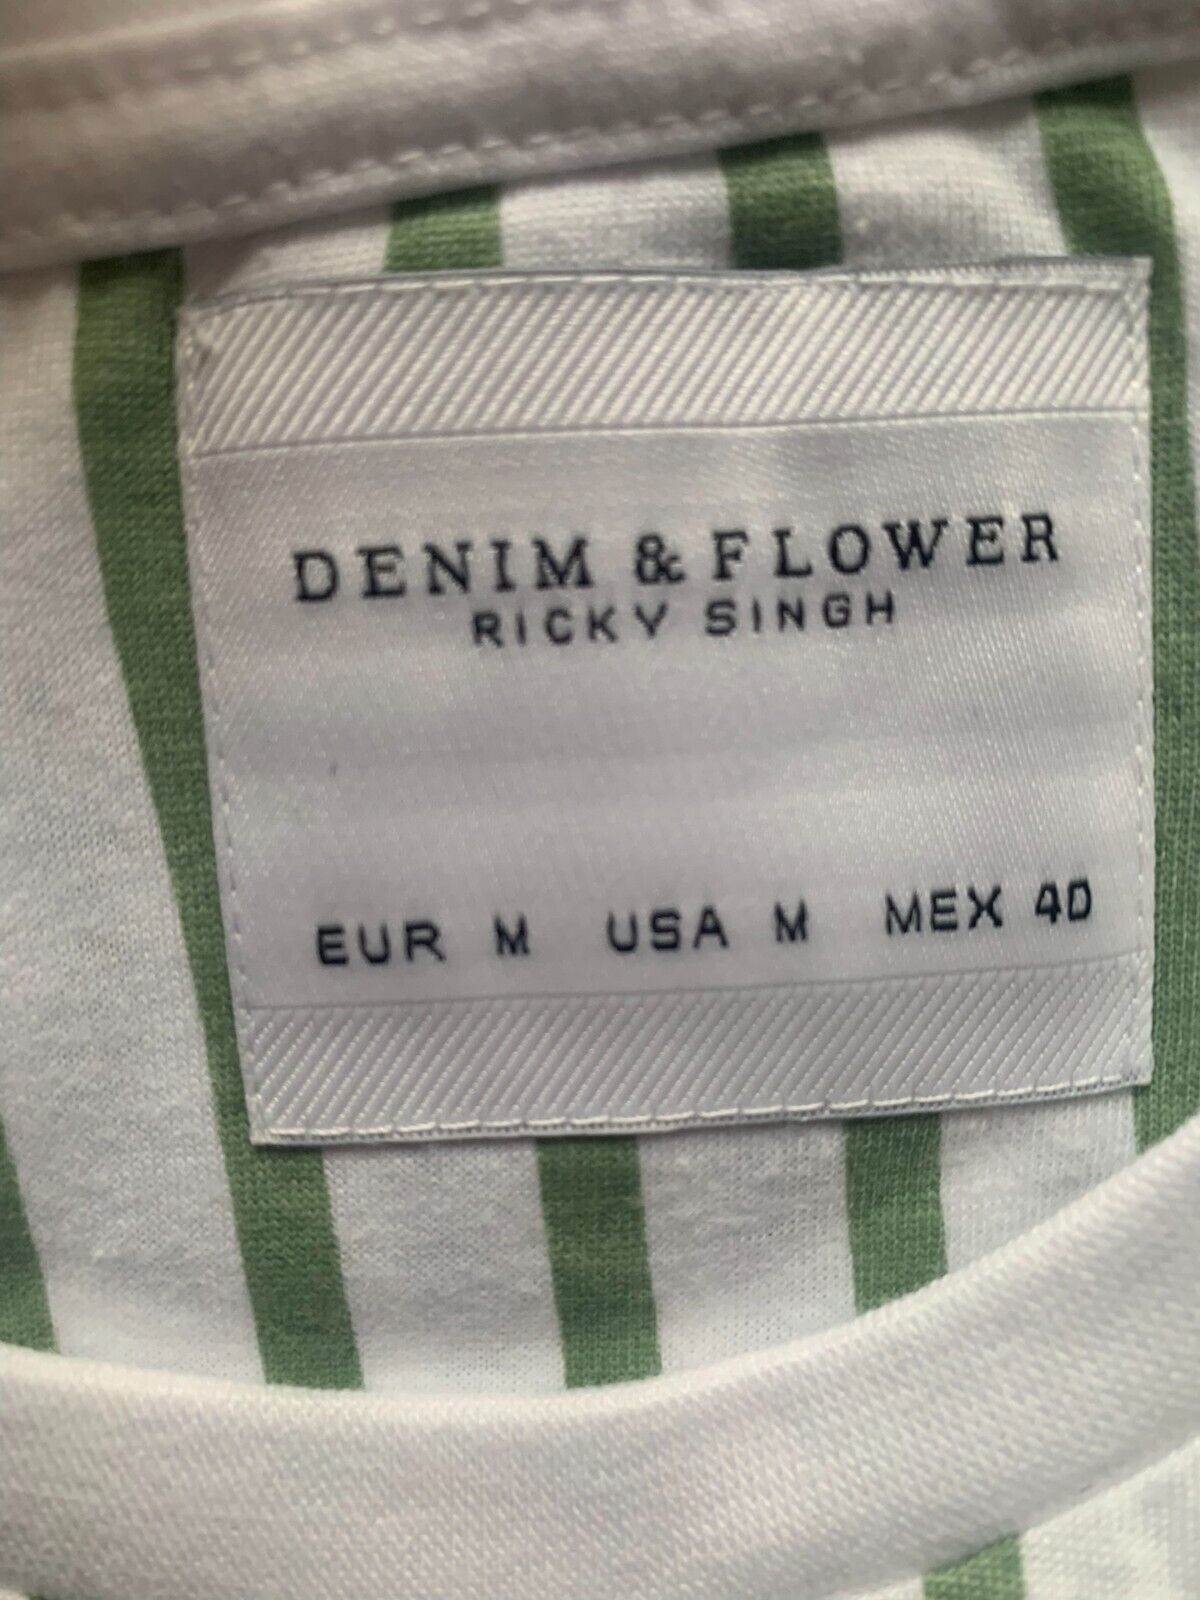 DENIM & FLOWER
RICKY SINGH
EUR M USA M MEX 40